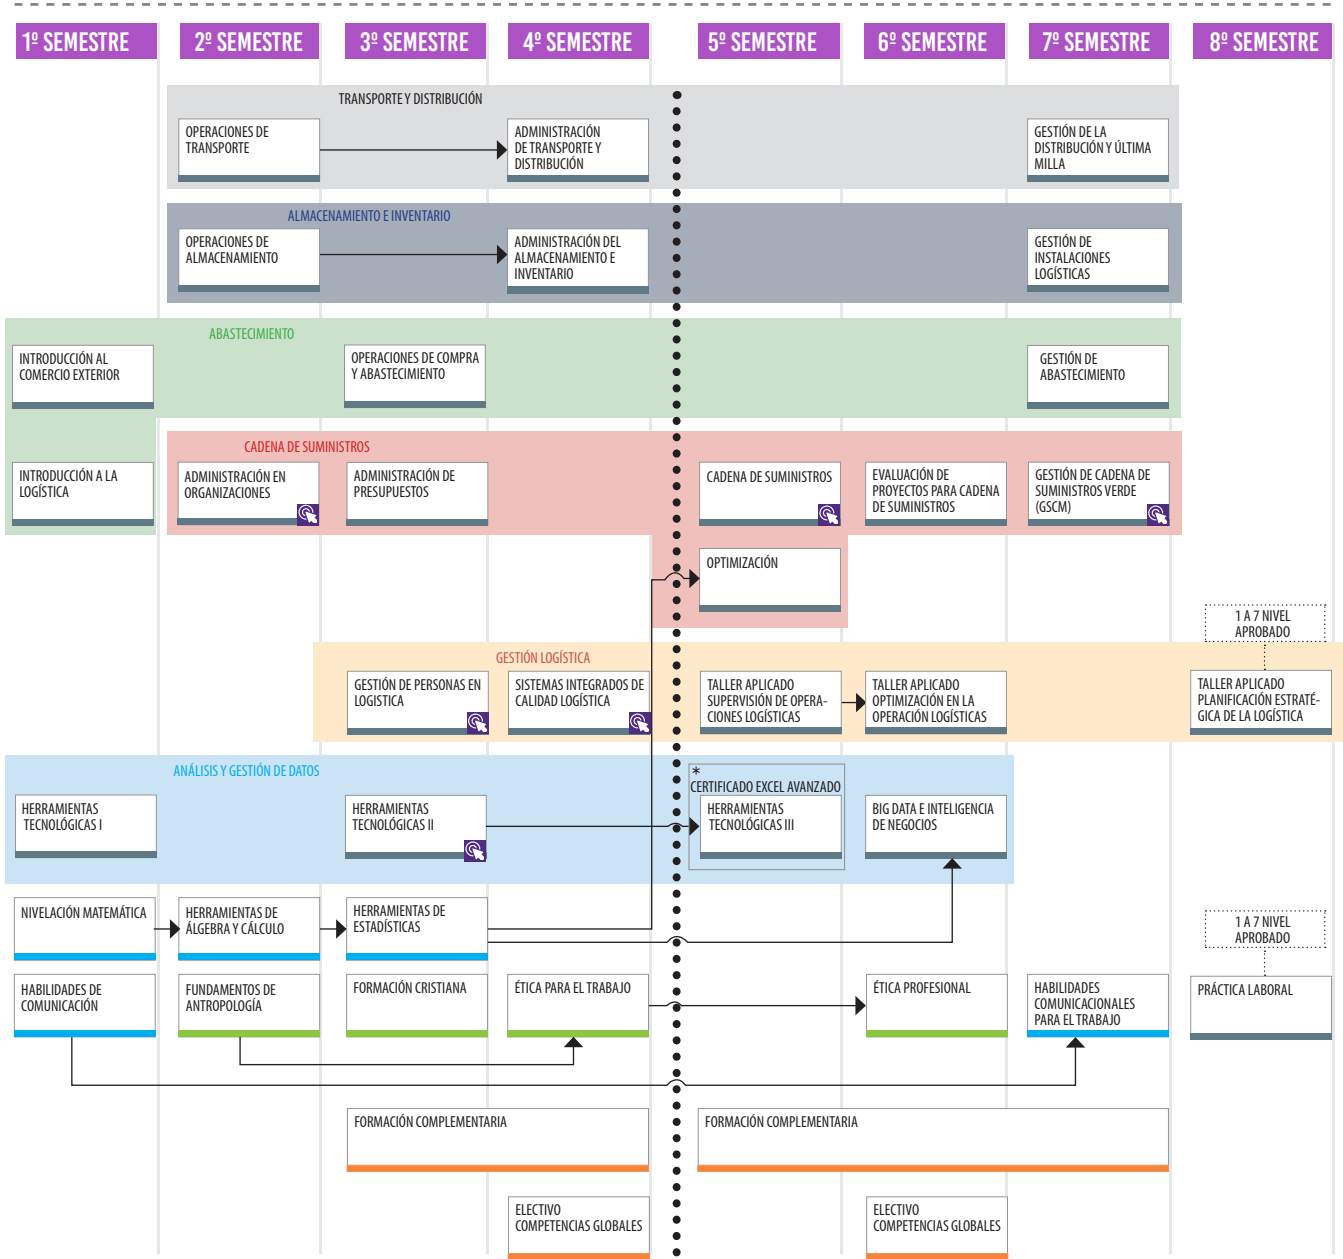 1º SEMESTRE
2º SEMESTRE
3º SEMESTRE
4º SEMESTRE
5º SEMESTRE
6º SEMESTRE
7º SEMESTRE
8º SEMESTRE
TRANSPORTE Y DISTRIBUCIÓN
OPERACIONES DE
TRANSPORTE
ADMINISTRACIÓN
DE TRANSPORTE Y
DISTRIBUCIÓN
GESTIÓN DE LA
DISTRIBUCIÓN Y ÚLTIMA
MILLA
ALMACENAMIENTO E INVENTARIO
OPERACIONES DE
ALMACENAMIENTO
ADMINISTRACIÓN DEL
ALMACENAMIENTO E
INVENTARIO
GESTIÓN DE
INSTALACIONES
LOGÍSTICAS
ABASTECIMIENTO
INTRODUCCIÓN AL
COMERCIO EXTERIOR
OPERACIONES DE COMPRA
Y ABASTECIMIENTO
GESTIÓN DE
ABASTECIMIENTO
CADENA DE SUMINISTROS
INTRODUCCIÓN A LA
LOGÍSTICA
ADMINISTRACIÓN EN
ORGANIZACIONES
ADMINISTRACIÓN DE
PRESUPUESTOS
CADENA DE SUMINISTROS
EVALUACIÓN DE
PROYECTOS PARA CADENA
DE SUMINISTROS
GESTIÓN DE CADENA DE
SUMINISTROS VERDE
(GSCM)
OPTIMIZACIÓN
1 A 7 NIVEL
APROBADO
GESTIÓN LOGÍSTICA
GESTIÓN DE PERSONAS EN
LOGISTICA
SISTEMAS INTEGRADOS DE
CALIDAD LOGÍSTICA
TALLER APLICADO
SUPERVISIÓN DE OPERA-
CIONES LOGÍSTICAS
TALLER APLICADO
OPTIMIZACIÓN EN LA
OPERACIÓN LOGÍSTICAS
TALLER APLICADO
PLANIFICACIÓN ESTRATÉ-
GICA DE LA LOGÍSTICA
ANÁLISIS Y GESTIÓN DE DATOS
*
CERTIFICADO EXCEL AVANZADO
HERRAMIENTAS
TECNOLÓGICAS I
HERRAMIENTAS
TECNOLÓGICAS II
HERRAMIENTAS
TECNOLÓGICAS III
BIG DATA E INTELIGENCIA
DE NEGOCIOS
NIVELACIÓN MATEMÁTICA
HERRAMIENTAS DE
ÁLGEBRA Y CÁLCULO
HERRAMIENTAS DE
ESTADÍSTICAS
1 A 7 NIVEL
APROBADO
HABILIDADES DE
COMUNICACIÓN
FUNDAMENTOS DE
ANTROPOLOGÍA
FORMACIÓN CRISTIANA
ÉTICA PARA EL TRABAJO
ÉTICA PROFESIONAL
HABILIDADES
COMUNICACIONALES
PARA EL TRABAJO
PRÁCTICA LABORAL
FORMACIÓN COMPLEMENTARIA
FORMACIÓN COMPLEMENTARIA
ELECTIVO
COMPETENCIAS GLOBALES
ELECTIVO
COMPETENCIAS GLOBALES